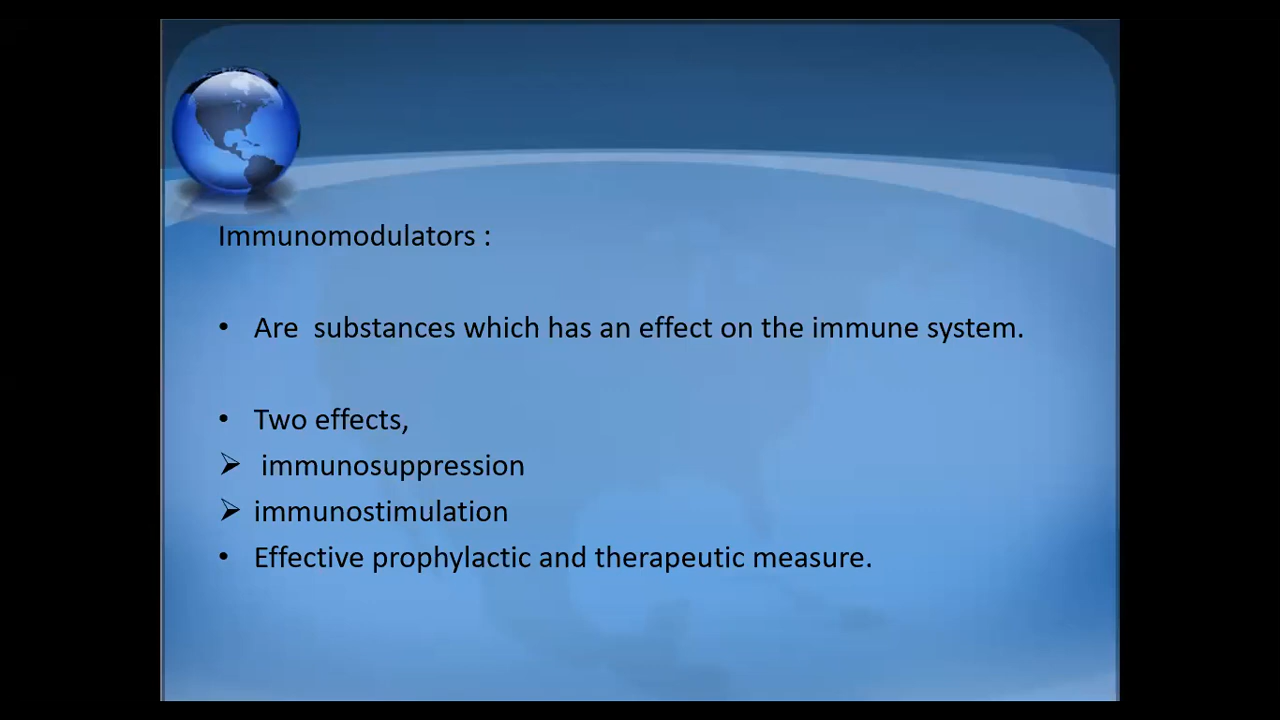 Immunomodulators :
• Are  substances which has an effect on the immune system.
• Two effects,
➢ immunosuppression
➢ immunostimulation
• Effective prophylactic and therapeutic measure.